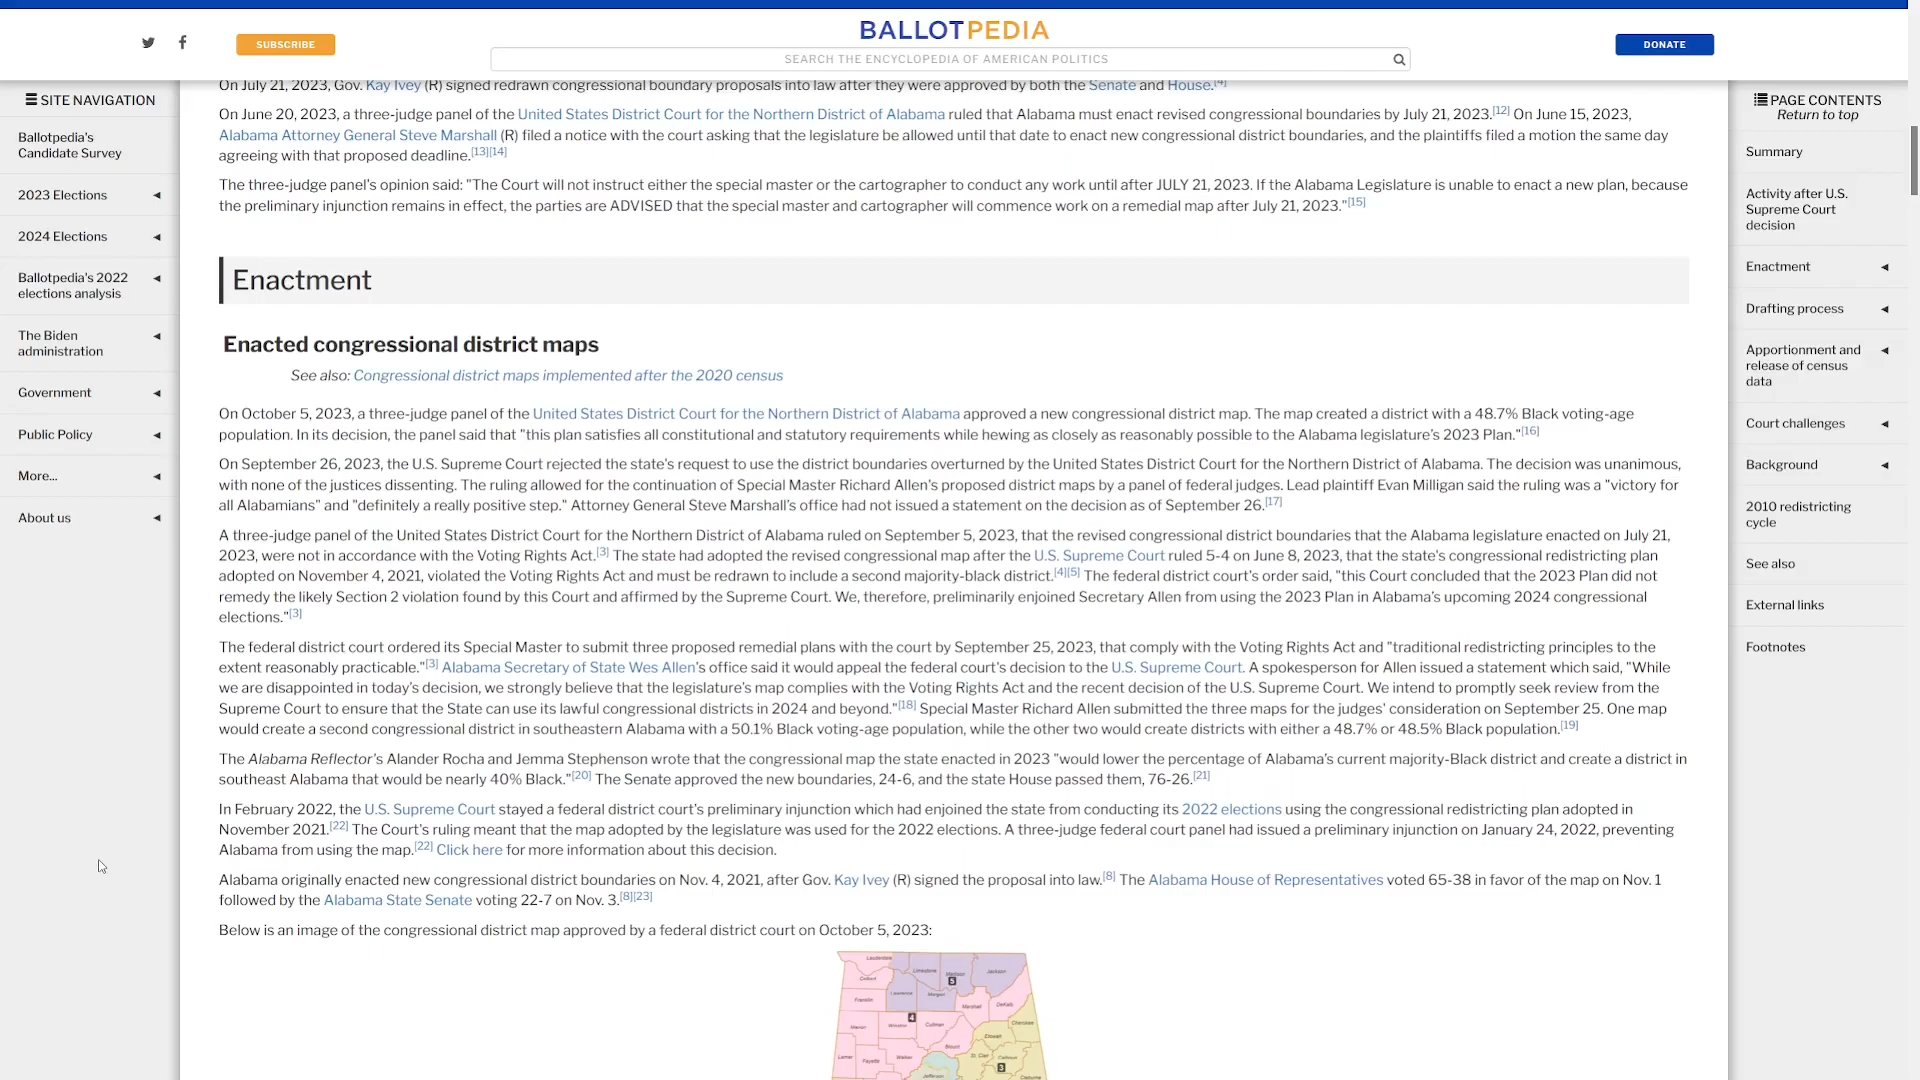 BALLOTPEDIA
SUBSCRIBE
SEARCH THE ENCYCLOPEDIA OF AMERICAN POLITICS
DONATE
SITE NAVIGATION
Ballotpedia's
Candidate Survey
2023 Elections
2024 Elections
Ballotpedia's 2022
elections analysis
The Biden
administration
Government
Public Policy
More...
About us
On July 21, 2023, Gov. Kay Ivey (R) signed redrawn congressional boundary proposals into law after they were approved by both the Senate and House.[4]
On June 20, 2023, a three-judge panel of the United States District Court for the Northern District of Alabama ruled that Alabama must enact revised congressional boundaries by July 21, 2023.[12] On June 15, 2023,
Alabama Attorney General Steve Marshall (R) filed a notice with the court asking that the legislature be allowed until that date to enact new congressional district boundaries, and the plaintiffs filed a motion the same day
agreeing with that proposed deadline.[13][14]
The three-judge panel's opinion said: "The Court will not instruct either the special master or the cartographer to conduct any work until after JULY 21, 2023. If the Alabama Legislature is unable to enact a new plan, because
the preliminary injunction remains in effect, the parties are ADVISED that the special master and cartographer will commence work on a remedial map after July 21, 2023."[15]
Enactment
Enacted congressional district maps
See also: Congressional district maps implemented after the 2020 census
On October 5, 2023, a three-judge panel of the United States District Court for the Northern District of Alabama approved a new congressional district map. The map created a district with a 48.7% Black voting-age
population. In its decision, the panel said that "this plan satisfies all constitutional and statutory requirements while hewing as closely as reasonably possible to the Alabama legislature's 2023 Plan."[16]
On September 26, 2023, the U.S. Supreme Court rejected the state's request to use the district boundaries overturned by the United States District Court for the Northern District of Alabama. The decision was unanimous,
with none of the justices dissenting. The ruling allowed for the continuation of Special Master Richard Allen's proposed district maps by a panel of federal judges. Lead plaintiff Evan Milligan said the ruling was a "victory for
all Alabamians" and "definitely a really positive step." Attorney General Steve Marshall's office had not issued a statement on the decision as of September 26.[17]
A three-judge panel of the United States District Court for the Northern District of Alabama ruled on September 5, 2023, that the revised congressional district boundaries that the Alabama legislature enacted on July 21,
2023, were not in accordance with the Voting Rights Act.[3] The state had adopted the revised congressional map after the U.S. Supreme Court ruled 5-4 on June 8, 2023, that the state's congressional redistricting plan
adopted on November 4, 2021, violated the Voting Rights Act and must be redrawn to include a second majority-black district.[4][5] The federal district court's order said, "this Court concluded that the 2023 Plan did not
remedy the likely Section 2 violation found by this Court and affirmed by the Supreme Court. We, therefore, preliminarily enjoined Secretary Allen from using the 2023 Plan in Alabama's upcoming 2024 congressional
elections."[3]
The federal district court ordered its Special Master to submit three proposed remedial plans with the court by September 25, 2023, that comply with the Voting Rights Act and "traditional redistricting principles to the
extent reasonably practicable."[3] Alabama Secretary of State Wes Allen's office said it would appeal the federal court's decision to the U.S. Supreme Court. A spokesperson for Allen issued a statement which said, "While
we are disappointed in today's decision, we strongly believe that the legislature's map complies with the Voting Rights Act and the recent decision of the U.S. Supreme Court. We intend to promptly seek review from the
Supreme Court to ensure that the State can use its lawful congressional districts in 2024 and beyond."[18] Special Master Richard Allen submitted the three maps for the judges' consideration on September 25. One map
would create a second congressional district in southeastern Alabama with a 50.1% Black voting-age population, while the other two would create districts with either a 48.7% or 48.5% Black population.[19]
The Alabama Reflector's Alander Rocha and Jemma Stephenson wrote that the congressional map the state enacted in 2023 "would lower the percentage of Alabama's current majority-Black district and create a district in
southeast Alabama that would be nearly 40% Black."[20] The Senate approved the new boundaries, 24-6, and the state House passed them, 76-26.[21]
In February 2022, the U.S. Supreme Court stayed a federal district court's preliminary injunction which had enjoined the state from conducting its 2022 elections using the congressional redistricting plan adopted in
November 2021.[22] The Court's ruling meant that the map adopted by the legislature was used for the 2022 elections. A three-judge federal court panel had issued a preliminary injunction on January 24, 2022, preventing
Alabama from using the map.[22] Click here for more information about this decision.
Alabama originally enacted new congressional district boundaries on Nov. 4, 2021, after Gov. Kay Ivey (R) signed the proposal into law.[8] The Alabama House of Representatives voted 65-38 in favor of the map on Nov. 1
followed by the Alabama State Senate voting 22-7 on Nov. 3.[8][23]
Below is an image of the congressional district map approved by a federal district court on October 5, 2023:
Lauderdale
Limestone
Madison
Jackson
Colbert
5
Lawrence
Morgan
Franklin
Marshall
DeKalb
4
Marion
Winston
Cullman
Cherokee
Etowah
Blount
Lamar
Fayette
Walker
St. Clair
Calhoun
3
Jefferson
Cleburne
PAGE CONTENTS
Return to top
Summary
Activity after U.S.
Supreme Court
decision
Enactment
Drafting process
Apportionment and
release of census
data
Court challenges
Background
2010 redistricting
cycle
See also
External links
Footnotes